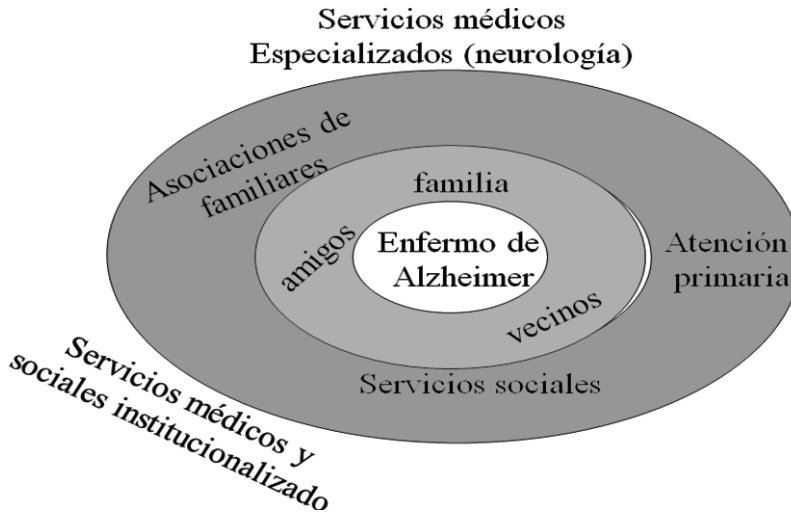 Servicios médicos
Especializados (neurología)
Asociaciones de
familiares
familia
amigos
Enfermo de
Alzheimer
vecinos
Atención
primaria
Servicios sociales
Servicios médicos y
sociales institucionalizado